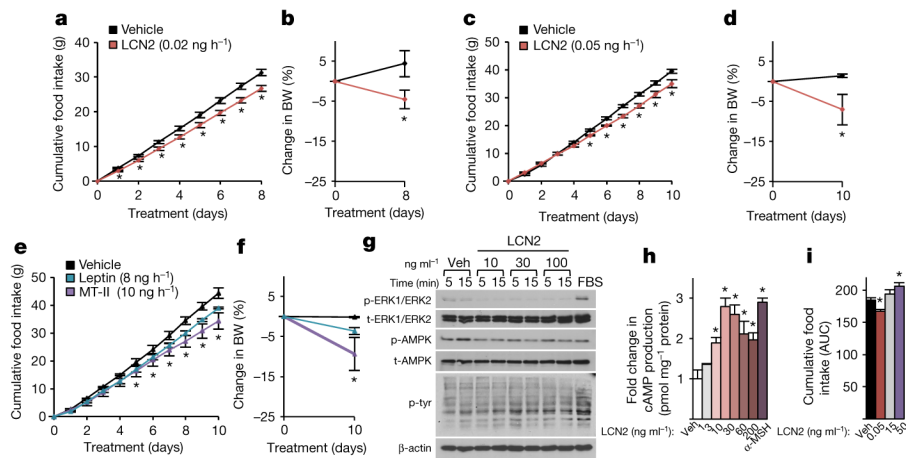 a
Vehicle
LCN2 (0.02 ng h⁻¹)
Cumulative food intake (g)
40
30
20
10
0
* * * * * * * *
0 2 4 6 8
Treatment (days)
b
Change in BW (%)
5
−5
−15
−25
*
0 8
Treatment (days)
c
Vehicle
LCN2 (0.05 ng h⁻¹)
Cumulative food intake (g)
50
40
30
20
10
0
* * * * * *
0 2 4 6 8 10
Treatment (days)
d
Change in BW (%)
5
−5
−15
−25
*
0 10
Treatment (days)
e
Vehicle
Leptin (8 ng h⁻¹)
MT-II (10 ng h⁻¹)
Cumulative food intake (g)
50
40
30
20
10
0
* * * * * *
0 2 4 6 8 10
Treatment (days)
f
Change in BW (%)
5
−5
−15
−25
*
0 10
Treatment (days)
g
LCN2
ng ml⁻¹ Veh 10 30 100
Time (min) 5 15 5 15 5 15 5 15 FBS
p-ERK1/ERK2
t-ERK1/ERK2
p-AMPK
t-AMPK
p-tyr
β-actin
h
Fold change in
cAMP production
(pmol mg⁻¹ protein)
3
2
1
* * * * * *
LCN2 (ng ml⁻¹): Veh 1 3 10 30 60 200 α-MSH
i
Cumulative food
intake (AUC)
200
150
100
50
* *
LCN2 (ng ml⁻¹): Veh 0.05 15 50